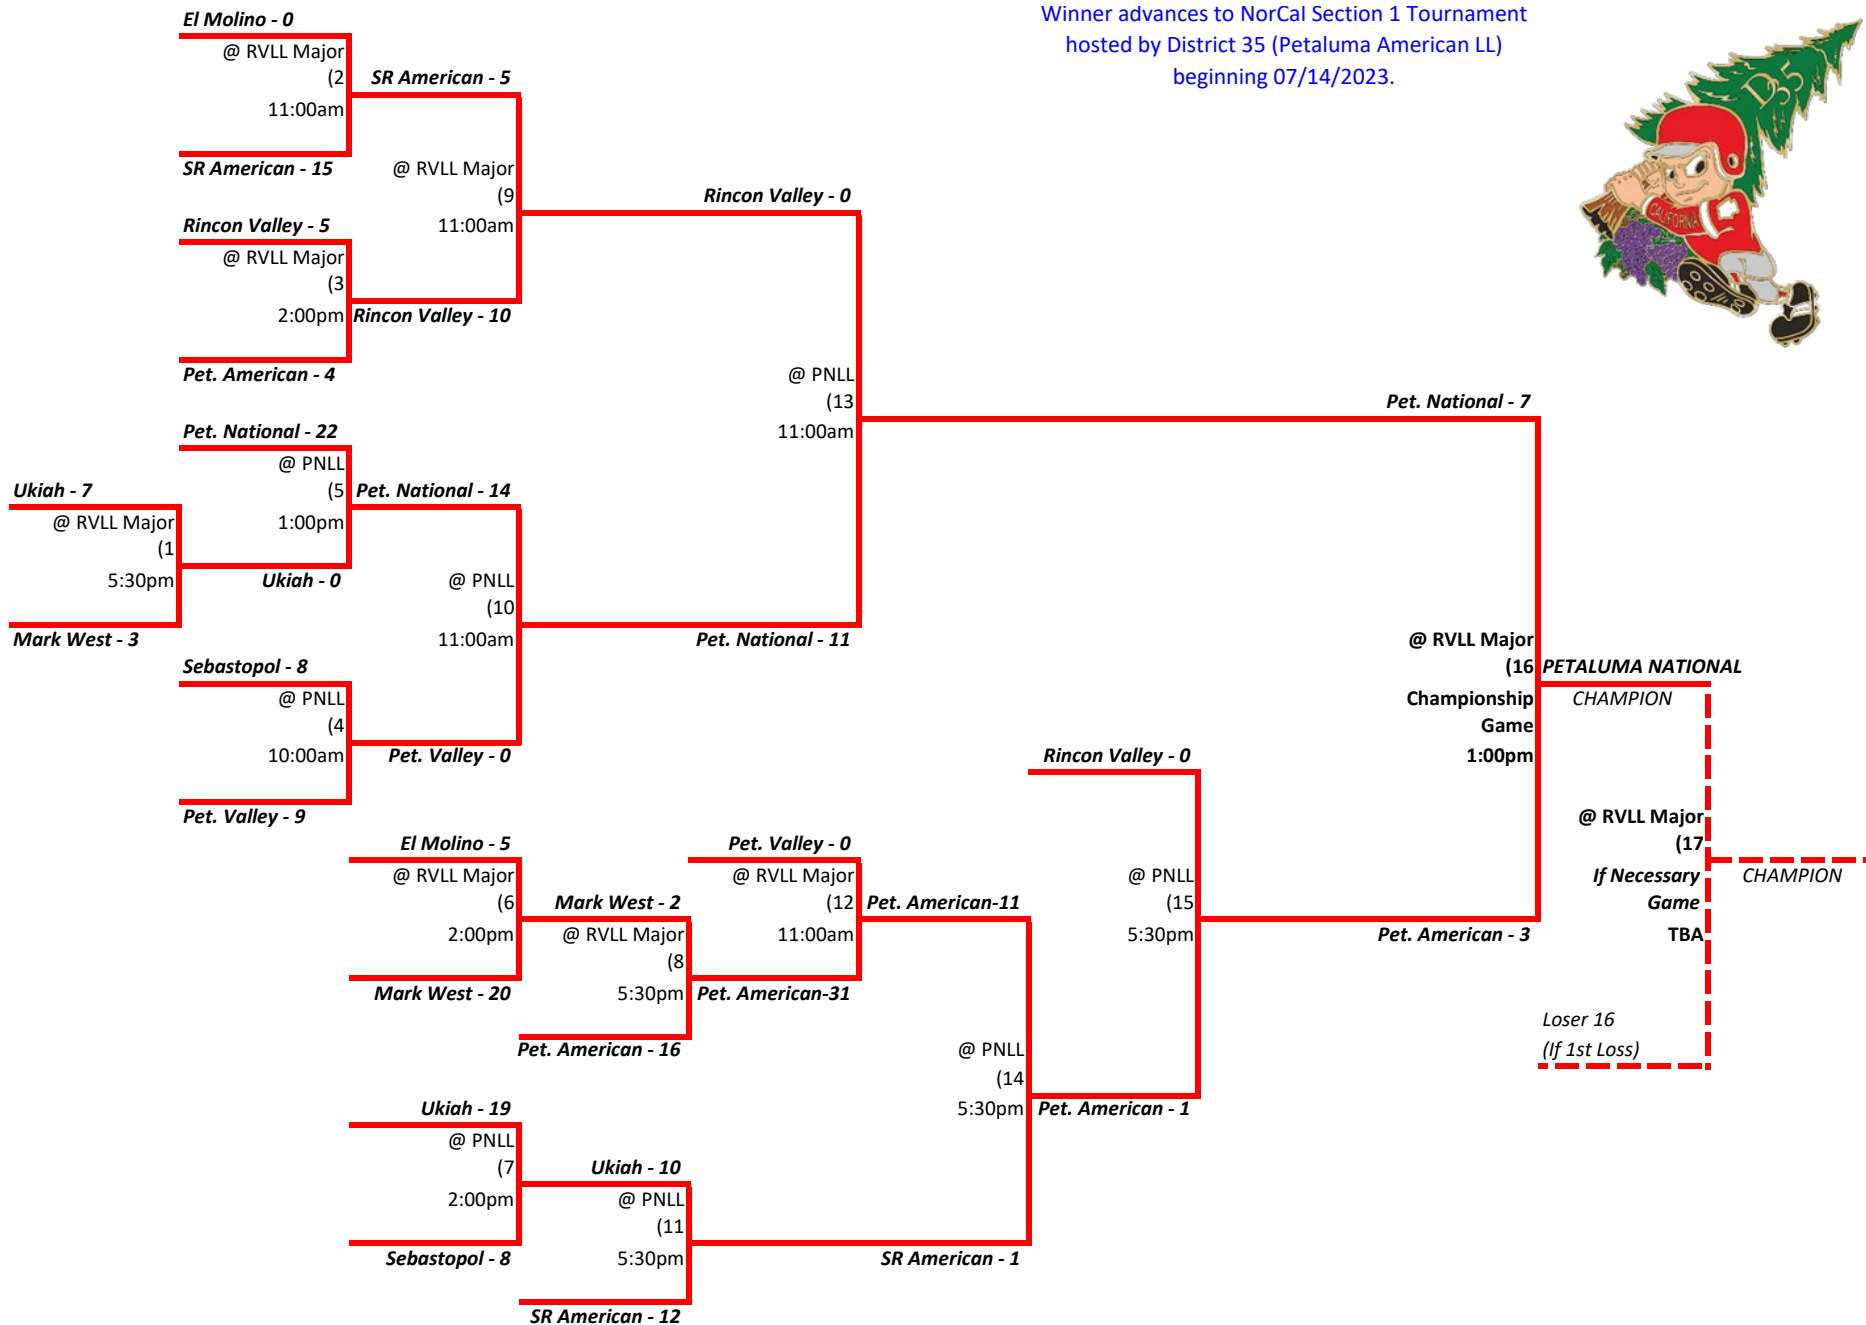 Winner advances to NorCal Section 1 Tournament
hosted by District 35 (Petaluma American LL)
beginning 07/14/2023.
D35
CALIFORNIA
El Molino - 0
@ RVLL Major
(2
11:00am
SR American - 15
SR American - 5
@ RVLL Major
(9
11:00am
Rincon Valley - 5
@ RVLL Major
(3
2:00pm
Pet. American - 4
Rincon Valley - 10
Rincon Valley - 0
@ PNLL
(13
11:00am
Pet. National - 22
@ PNLL
(5
1:00pm
Ukiah - 7
@ RVLL Major
(1
5:30pm
Mark West - 3
Ukiah - 0
Pet. National - 14
@ PNLL
(10
11:00am
Sebastopol - 8
@ PNLL
(4
10:00am
Pet. Valley - 9
Pet. Valley - 0
Pet. National - 11
Pet. National - 7
@ RVLL Major
(16
Championship
Game
1:00pm
PETALUMA NATIONAL
CHAMPION
El Molino - 5
@ RVLL Major
(6
2:00pm
Mark West - 20
Mark West - 2
@ RVLL Major
(8
5:30pm
Pet. American - 16
Pet. Valley - 0
@ RVLL Major
(12
11:00am
Pet. American-31
Pet. American-11
@ PNLL
(14
5:30pm
Ukiah - 19
@ PNLL
(7
2:00pm
Sebastopol - 8
Ukiah - 10
@ PNLL
(11
5:30pm
SR American - 12
SR American - 1
Rincon Valley - 0
@ PNLL
(15
5:30pm
Pet. American - 1
Pet. American - 3
@ RVLL Major
(17
If Necessary
Game
TBA
CHAMPION
Loser 16
(If 1st Loss)